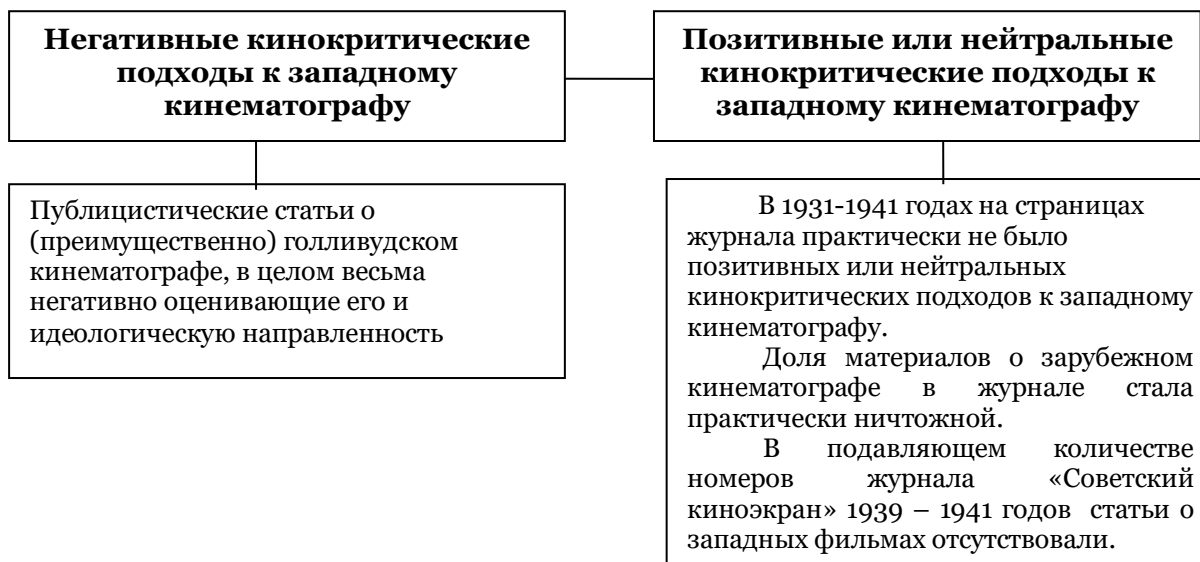 Негативные кинокритические
подходы к западному
кинематографу
Позитивные или нейтральные
кинокритические подходы к
западному кинематографу
Публицистические статьи о
(преимущественно) голливудском
кинематографе, в целом весьма
негативно оценивающие его и
идеологическую направленность
В 1931-1941 годах на страницах
журнала практически не было
позитивных или нейтральных
кинокритических подходов к западному
кинематографу.
Доля материалов о зарубежном
кинематографе в журнале стала
практически ничтожной.
В подавляющем количестве
номеров журнала «Советский
киноэкран» 1939 – 1941 годов статьи о
западных фильмах отсутствовали.